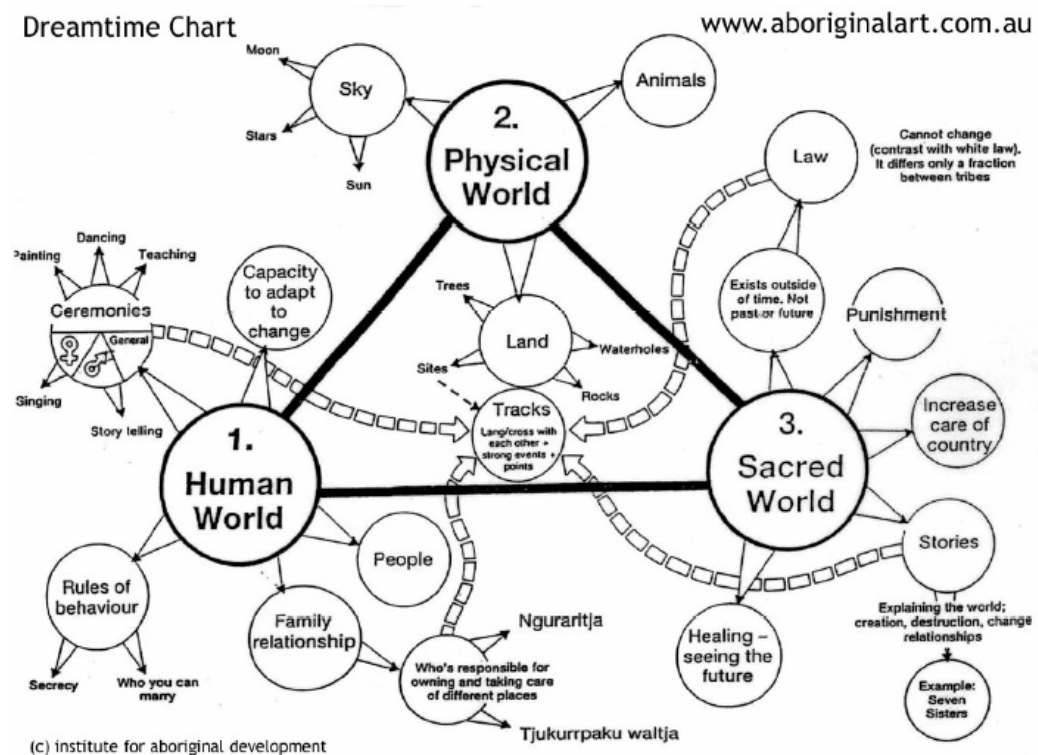 Dreamtime Chart
www.aboriginalart.com.au
Moon
Sky
Stars
Sun
2.
Physical
World
Animals
Law
Cannot change
(contrast with white law).
It differs only a fraction
between tribes
Dancing
Painting
Teaching
Ceremonies
General
Singing
Story telling
Capacity
to adapt
to
change
Trees
Land
Waterholes
Sites
Rocks
Exists outside
of time. Not
past or future
Punishment
Tracks
Lang/cross with
each other +
strong events +
points
Increase
care of
country
1.
Human
World
3.
Sacred
World
People
Stories
Rules of
behaviour
Secrecy
Who you can
marry
Family
relationship
Who's responsible for
owning and taking care
of different places
Nguraritja
Tjukurrpaku waltja
Healing –
seeing the
future
Explaining the world;
creation, destruction, change
relationships
Example:
Seven
Sisters
(c) institute for aboriginal development